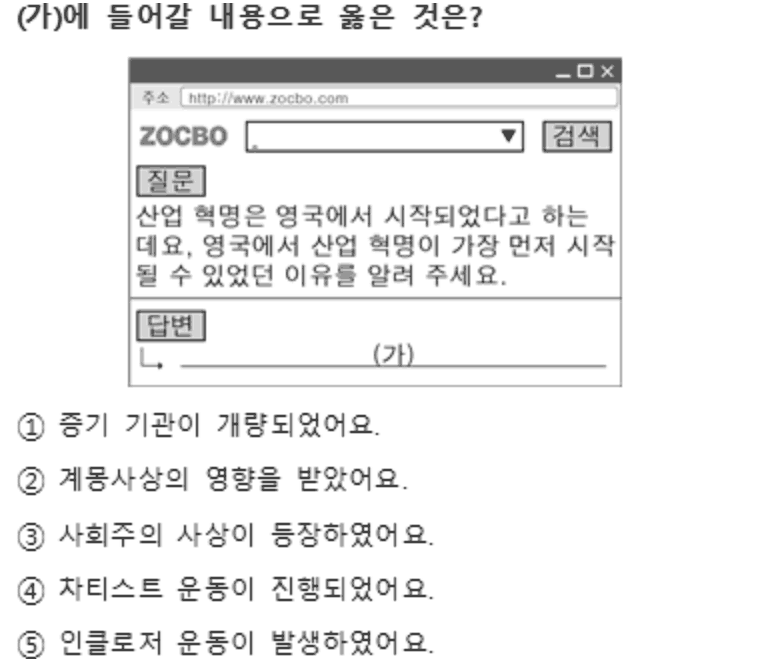 (가)에 들어갈 내용으로 옳은 것은?
주소 http://www.zocbo.com
ZOCBO 검색
질문
산업 혁명은 영국에서 시작되었다고 하는
데요, 영국에서 산업 혁명이 가장 먼저 시작
될 수 있었던 이유를 알려 주세요.
답변
(가)
① 증기 기관이 개량되었어요.
② 계몽사상의 영향을 받았어요.
③ 사회주의 사상이 등장하였어요.
④ 차티스트 운동이 진행되었어요.
⑤ 인클로저 운동이 발생하였어요.